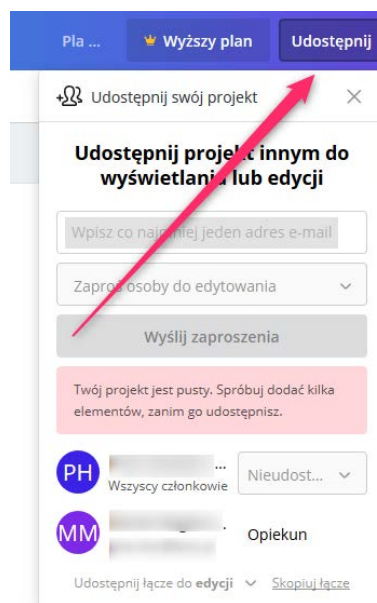 Pla ...
Wyższy plan
Udostępnij
Udostępnij swój projekt
Udostępnij projekt innym do
wyświetlania lub edycji
Wpisz co najmniej jeden adres e-mail
Zaproś osoby do edytowania
Wyślij zaproszenia
Twój projekt jest pusty. Spróbuj dodać kilka
elementów, zanim go udostępnisz.
PH
...
Wszyscy członkowie
Nieudost...
MM
Opiekun
Udostępnij łącze do edycji
Skopiuj łącze